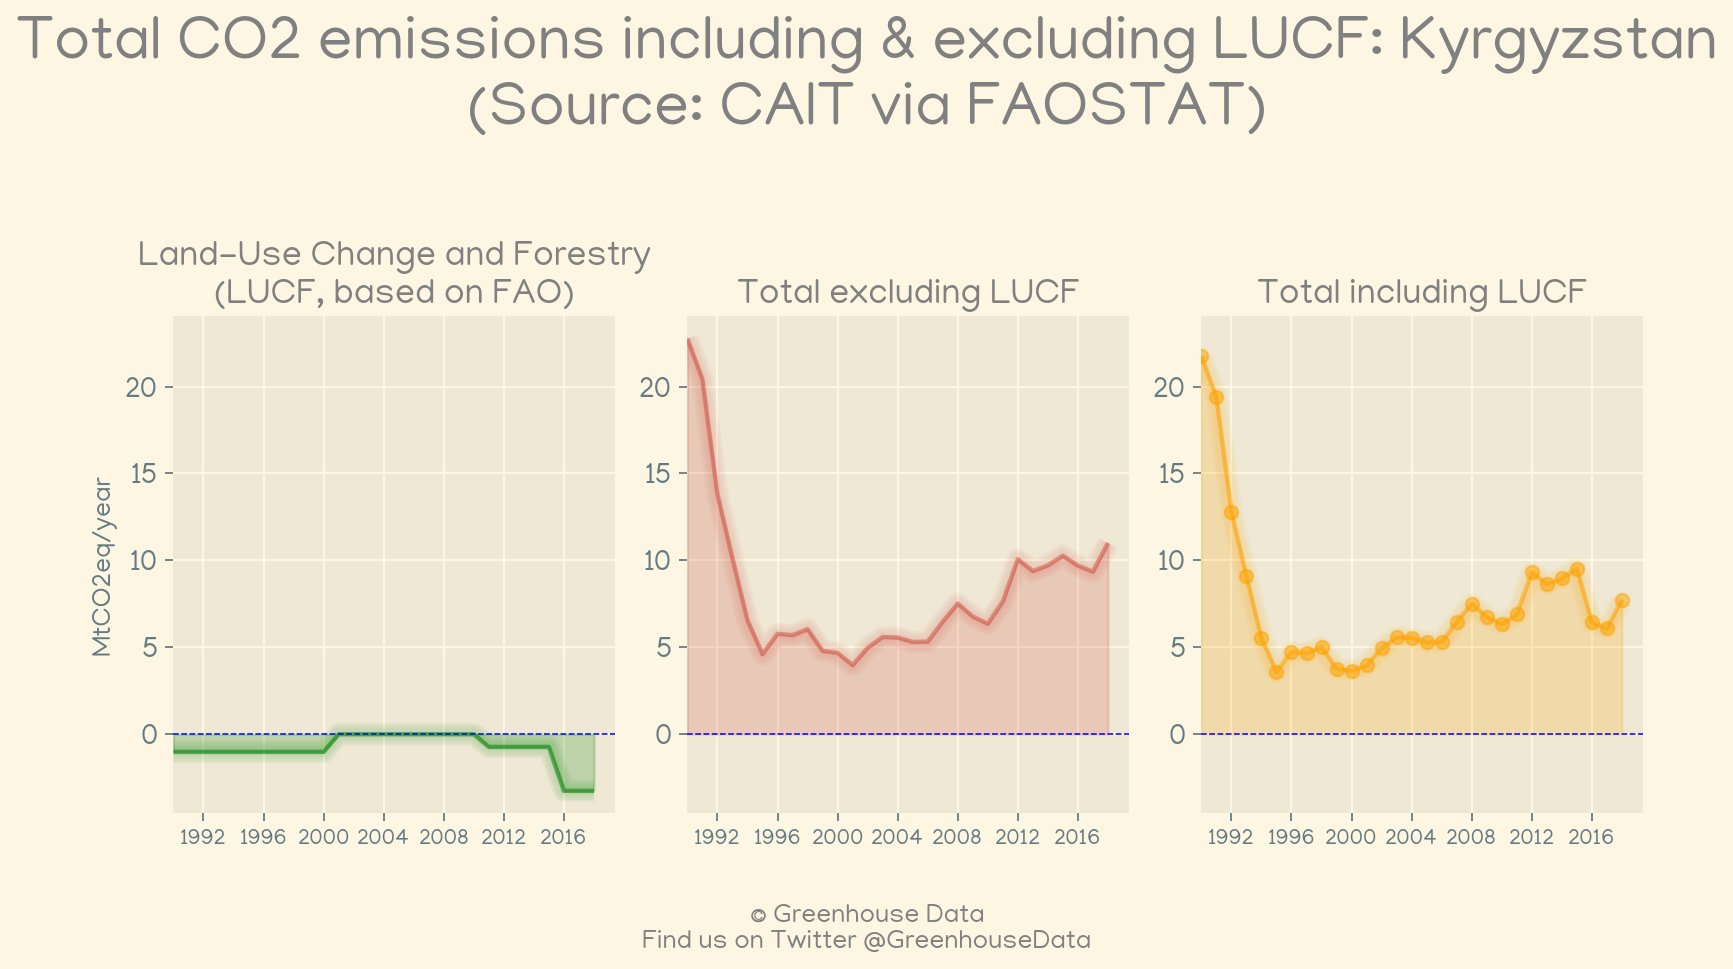 Total CO2 emissions including & excluding LUCF: Kyrgyzstan
(Source: CAIT via FAOSTAT)
Land-Use Change and Forestry
(LUCF, based on FAO)
Total excluding LUCF
Total including LUCF
MtCO2eq/year
20
15
10
5
0
1992 1996 2000 2004 2008 2012 2016
20
15
10
5
0
1992 1996 2000 2004 2008 2012 2016
20
15
10
5
0
1992 1996 2000 2004 2008 2012 2016
© Greenhouse Data
Find us on Twitter @GreenhouseData